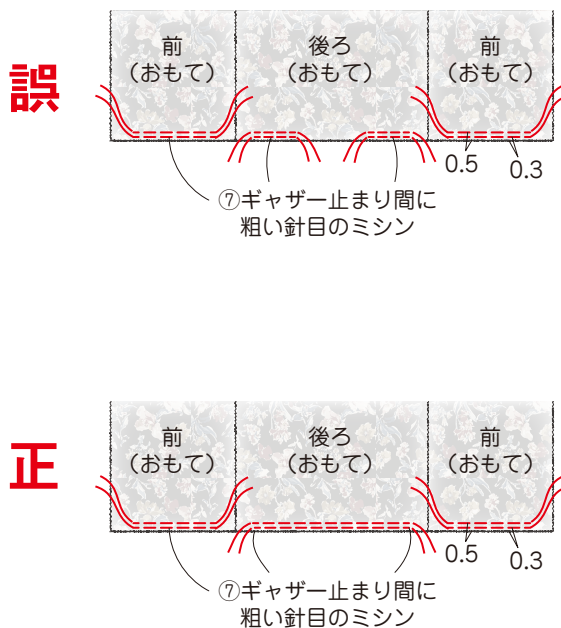 誤
前
(おもて)
後ろ
(おもて)
前
(おもて)
0.5
0.3
⑦ギャザー止まり間に
粗い針目のミシン
正
前
(おもて)
後ろ
(おもて)
前
(おもて)
0.5
0.3
⑦ギャザー止まり間に
粗い針目のミシン